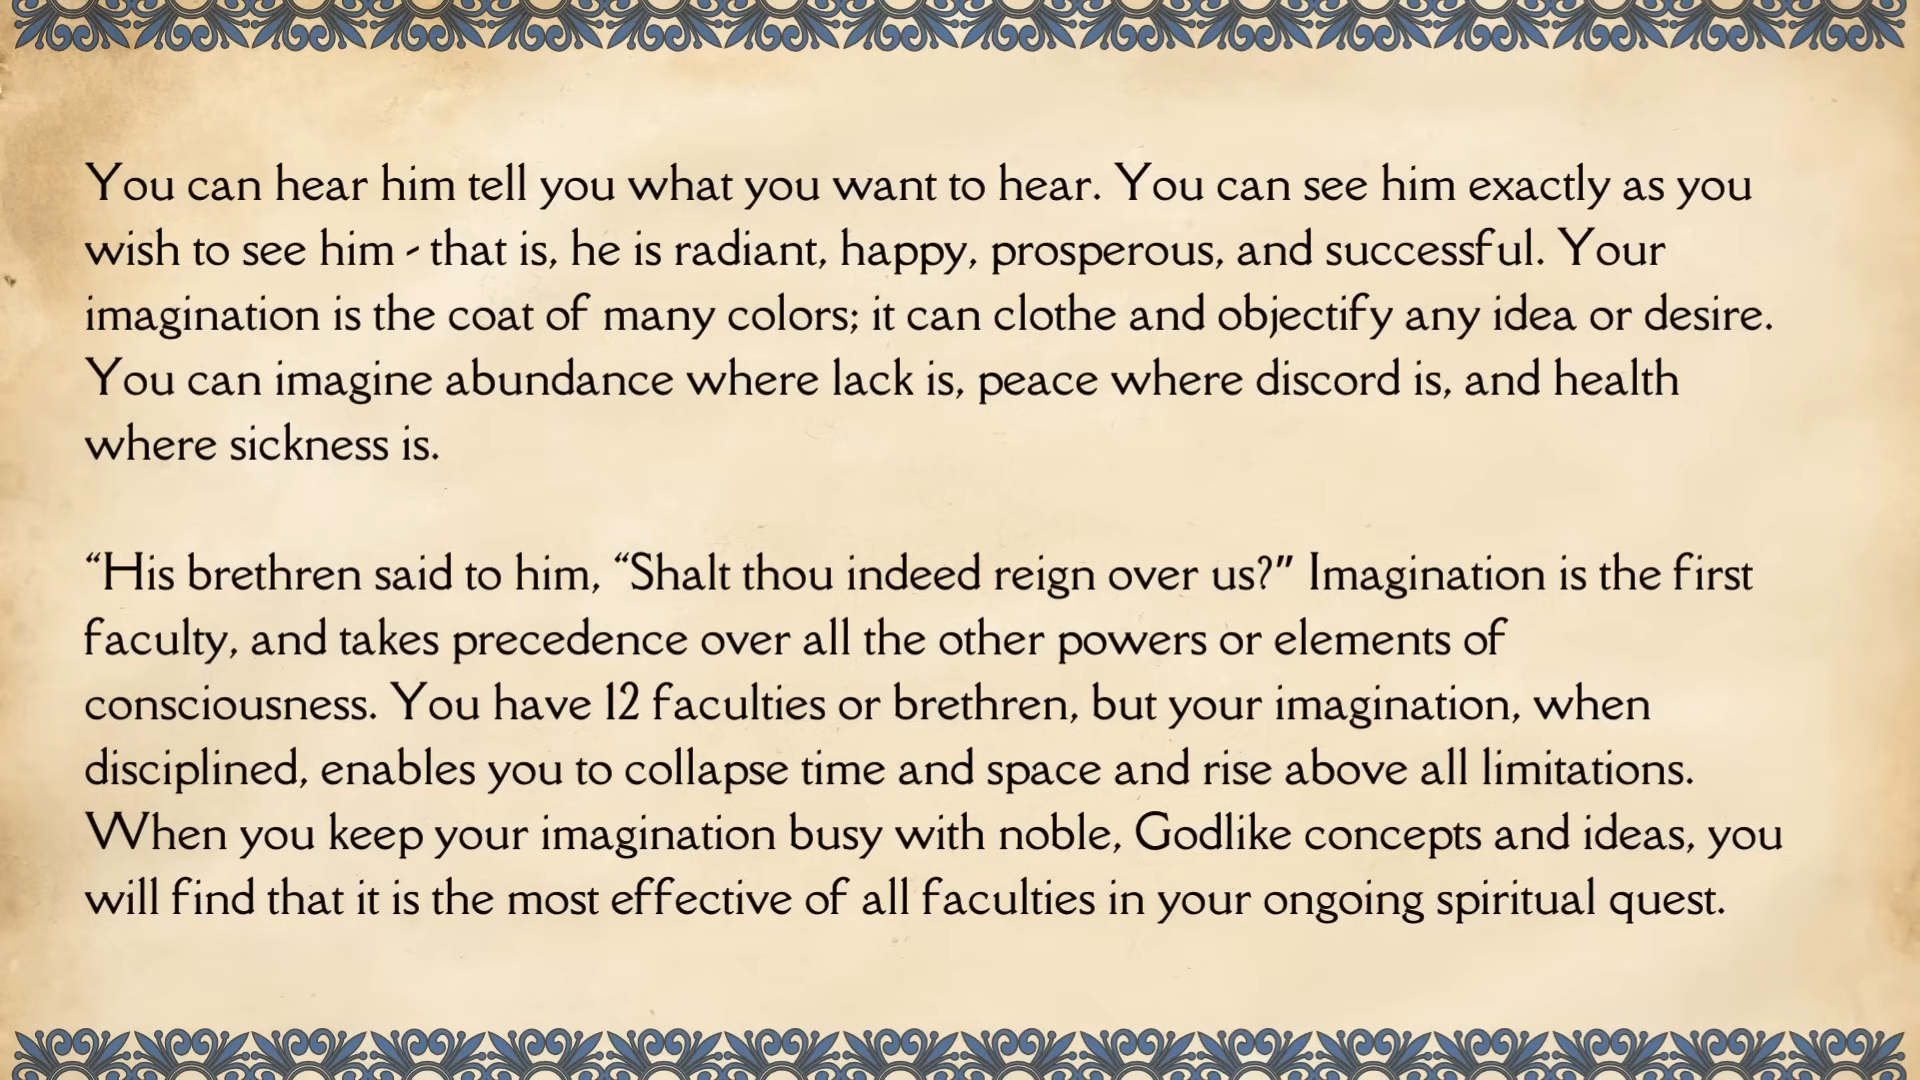 You can hear him tell you what you want to hear. You can see him exactly as you
wish to see him - that is, he is radiant, happy, prosperous, and successful. Your
imagination is the coat of many colors; it can clothe and objectify any idea or desire.
You can imagine abundance where lack is, peace where discord is, and health
where sickness is.
“His brethren said to him, “Shalt thou indeed reign over us?” Imagination is the first
faculty, and takes precedence over all the other powers or elements of
consciousness. You have 12 faculties or brethren, but your imagination, when
disciplined, enables you to collapse time and space and rise above all limitations.
When you keep your imagination busy with noble, Godlike concepts and ideas, you
will find that it is the most effective of all faculties in your ongoing spiritual quest.